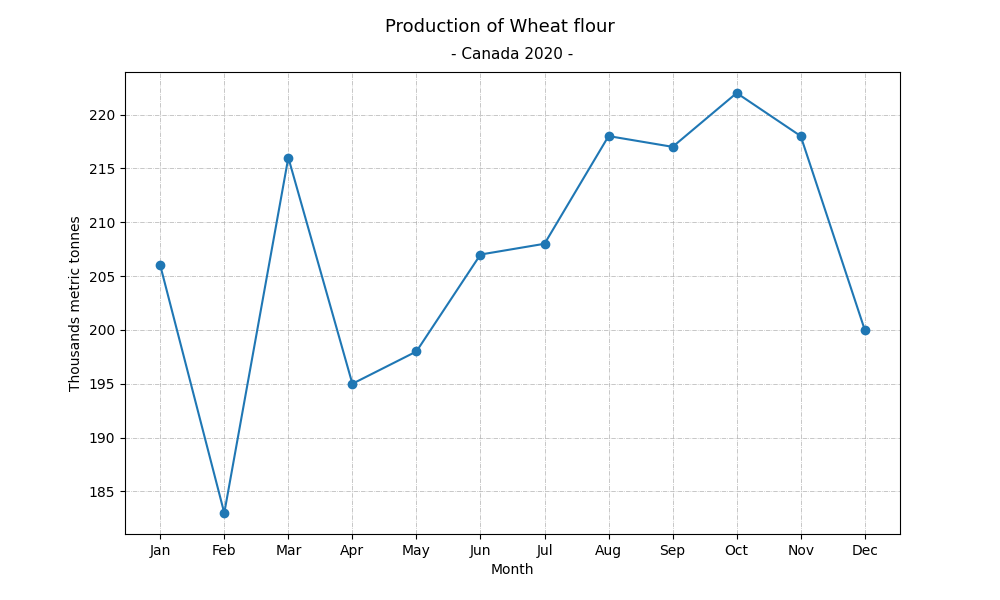 Production of Wheat flour
- Canada 2020 -
Thousands metric tonnes
220
215
210
205
200
195
190
185
Jan Feb Mar Apr May Jun Jul Aug Sep Oct Nov Dec
Month